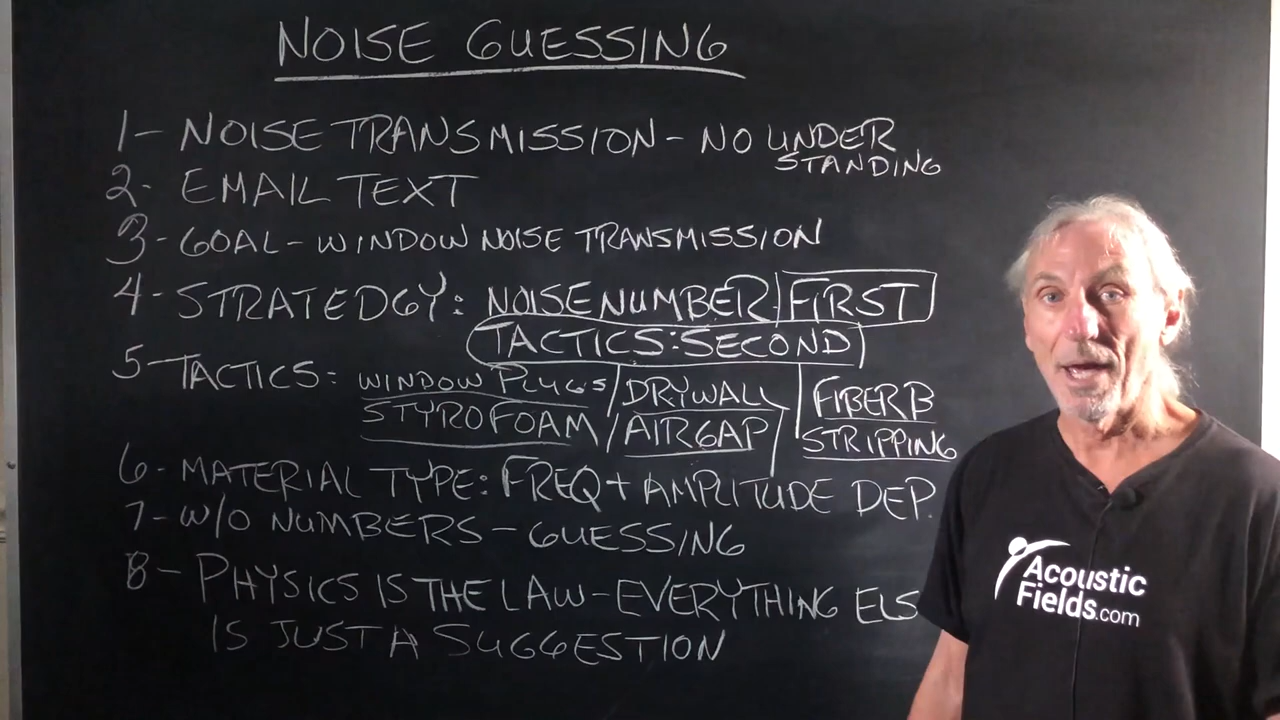 NOISE GUESSING
1- NOISE TRANSMISSION - NO UNDER
STANDING
2- EMAIL TEXT
3- GOAL - WINDOW NOISE TRANSMISSION
4- STRATEDGY: NOISE NUMBER FIRST
TACTICS: SECOND
5- TACTICS: WINDOW PLUGS / DRYWALL FIBER B
STYROFOAM / AIRGAP STRIPPING
6- MATERIAL TYPE: FREQ + AMPLITUDE DEP.
7- W/O NUMBERS - GUESSING
8- PHYSICS IS THE LAW - EVERYTHING ELS
IS JUST A SUGGESTION
Acoustic
Fields.com